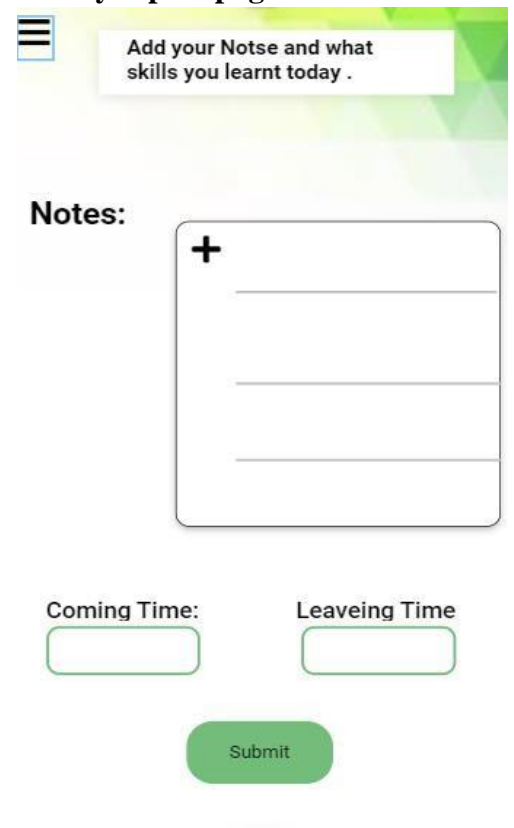 Add your Notse and what
skills you learnt today .
Notes:
Coming Time:
Leaveing Time
Submit